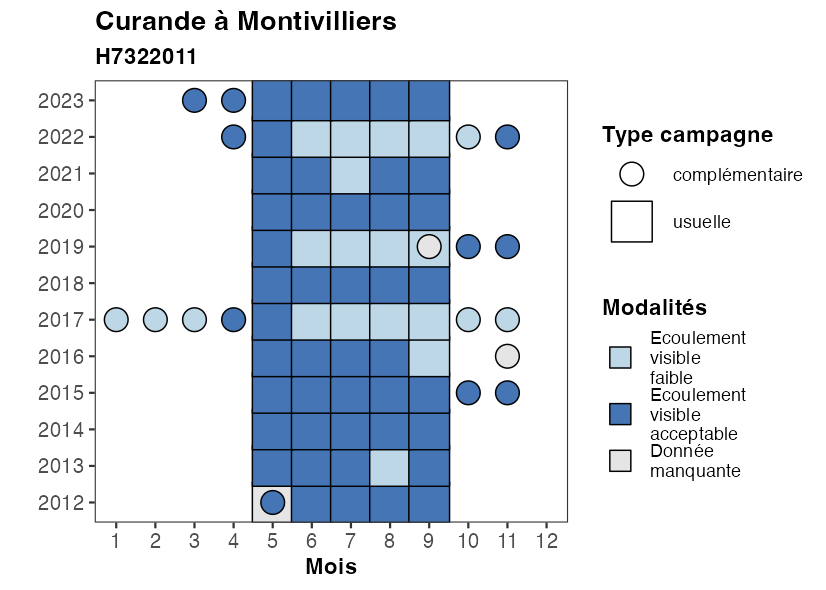 Curande à Montivilliers
H7322011
2023
2022
2021
2020
2019
2018
2017
2016
2015
2014
2013
2012
1 2 3 4 5 6 7 8 9 10 11 12
Mois
Type campagne
complémentaire
usuelle
Modalités
Ecoulement
visible
faible
Ecoulement
visible
acceptable
Donnée
manquante